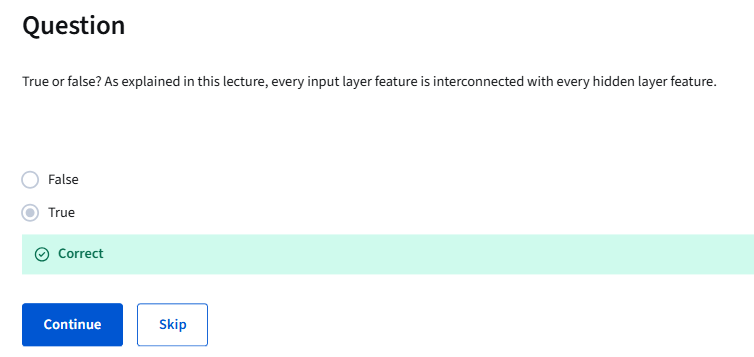 Question
True or false? As explained in this lecture, every input layer feature is interconnected with every hidden layer feature.
False
True
Correct
Continue
Skip